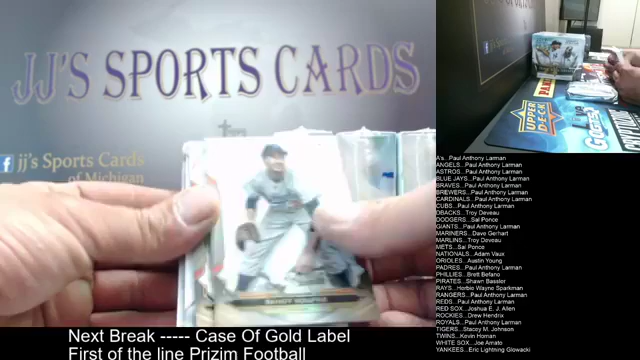 JJ'S SPORTS CARDS
jj's Sports Cards
of Michigan
UPPER DECK
A's.. Paul Anthony Larman
ANGELS...Paul Anthony Larman
ASTROS...Paul Anthony Larman
BLUE JAYS...Paul Anthony Larman
BRAVES...Paul Anthony Larman
BREWERS...Paul Anthony Larman
CARDINALS...Paul Anthony Larman
CUBS...Paul Anthony Larman
DBACKS...Troy Deveau
DODGERS...Sal Ponce
GIANTS...Paul Anthony Larman
MARINERS...Dave Gerhart
MARLINS...Troy Deveau
METS...Sal Ponce
NATIONALS...Adam Vaux
ORIOLES...Austin Young
PADRES...Paul Anthony Larman
PHILLIES...Brett Befano
PIRATES...Shawn Bassler
RAYS...Herbie Wayne Sparkman
RANGERS...Paul Anthony Larman
REDS...Paul Anthony Larman
RED SOX...Joshua E. J. Allen
ROCKIES...Drew Hendrix
ROYALS...Paul Anthony Larman
TIGERS...Stacey M. Johnson
TWINS...Kevin Homan
WHITE SOX...Joe Amato
YANKEES...Eric Lightning Glowacki
Next Break ----- Case Of Gold Label
First of the line Prizim Football